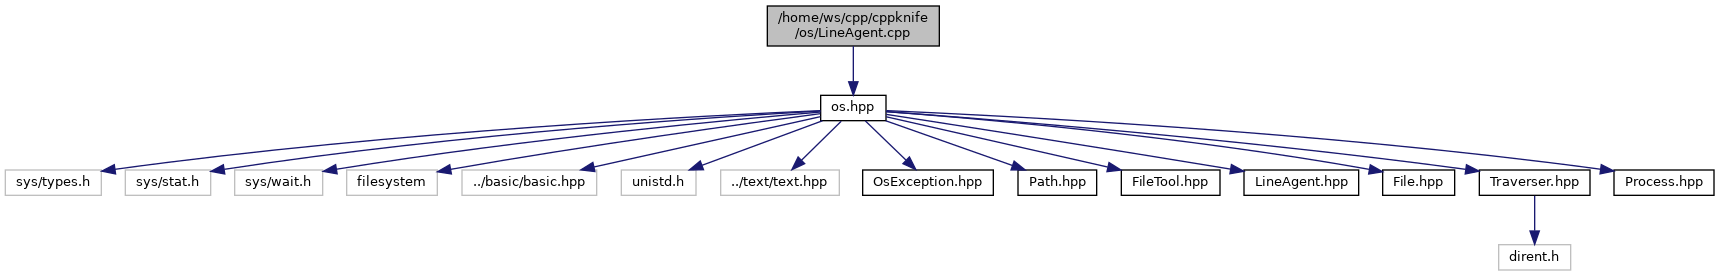 /home/ws/cpp/cppknife
/os/LineAgent.cpp
os.hpp
sys/types.h
sys/stat.h
sys/wait.h
filesystem
../basic/basic.hpp
unistd.h
../text/text.hpp
OsException.hpp
Path.hpp
FileTool.hpp
LineAgent.hpp
File.hpp
Traverser.hpp
Process.hpp
dirent.h